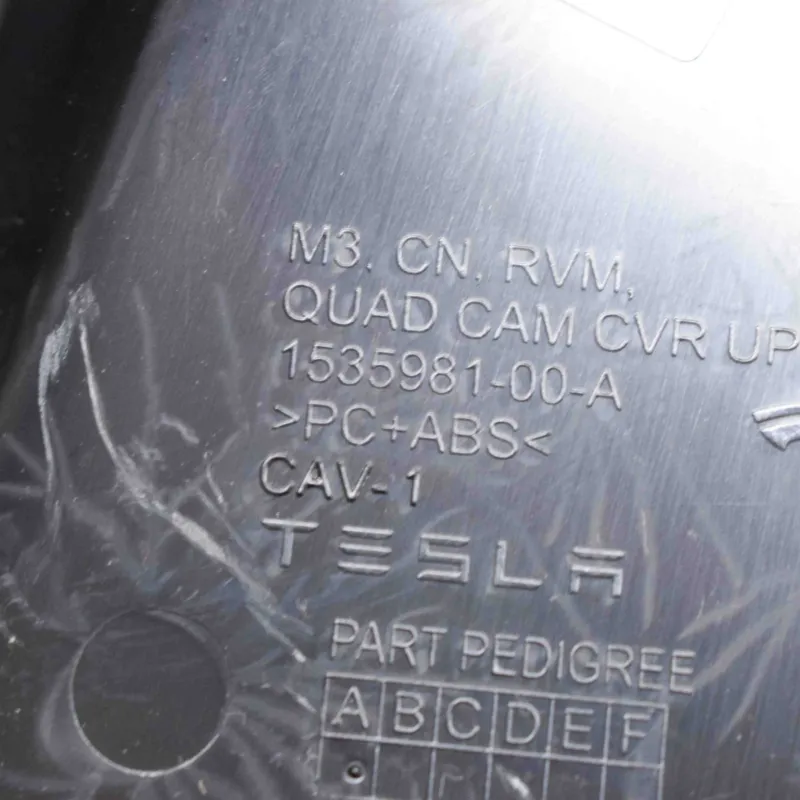 M3, CN, RVM,
QUAD CAM CVR UP
1535981-00-A
>PC+ABS<
CAV-1
TESLA
PART PEDIGREE
A B C D E F